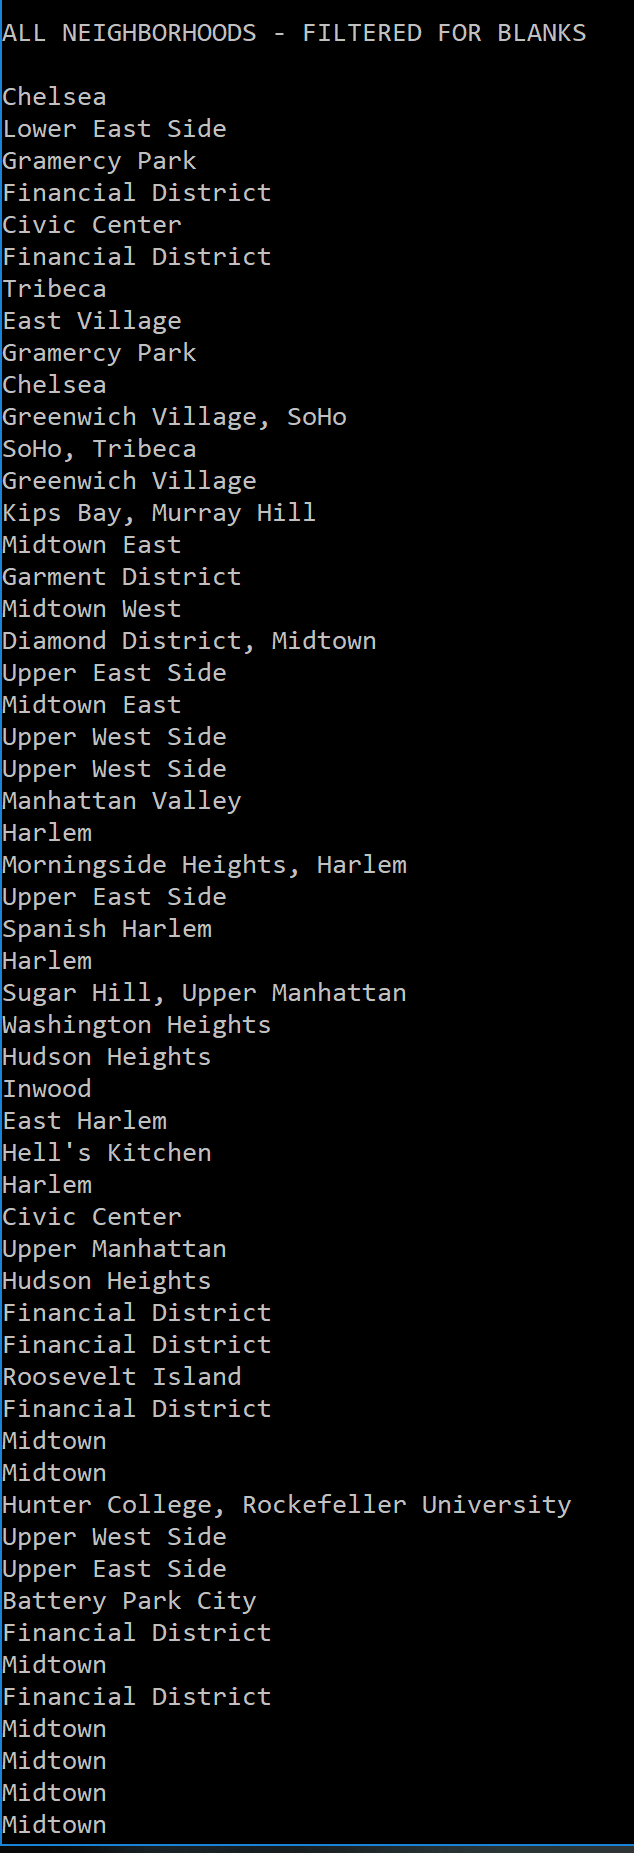 ALL NEIGHBORHOODS - FILTERED FOR BLANKS
Chelsea
Lower East Side
Gramercy Park
Financial District
Civic Center
Financial District
Tribeca
East Village
Gramercy Park
Chelsea
Greenwich Village, SoHo
SoHo, Tribeca
Greenwich Village
Kips Bay, Murray Hill
Midtown East
Garment District
Midtown West
Diamond District, Midtown
Upper East Side
Midtown East
Upper West Side
Upper West Side
Manhattan Valley
Harlem
Morningside Heights, Harlem
Upper East Side
Spanish Harlem
Harlem
Sugar Hill, Upper Manhattan
Washington Heights
Hudson Heights
Inwood
East Harlem
Hell's Kitchen
Harlem
Civic Center
Upper Manhattan
Hudson Heights
Financial District
Financial District
Roosevelt Island
Financial District
Midtown
Midtown
Hunter College, Rockefeller University
Upper West Side
Upper East Side
Battery Park City
Financial District
Midtown
Financial District
Midtown
Midtown
Midtown
Midtown